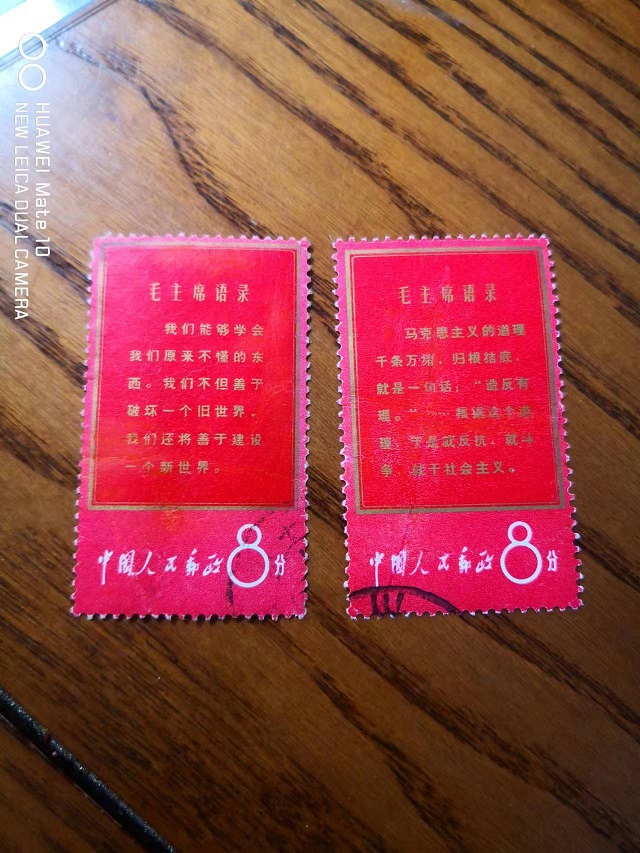 HUAWEI Mate 10
NEW LEICA DUAL CAMERA
毛主席语录
我们能够学会
我们原来不懂的东
西。我们不但善于
破坏一个旧世界，
我们还将善于建设
一个新世界。
中国人民邮政 8分
毛主席语录
马克思主义的道理
千条万绪，归根结底，
就是一句话：“造反有
理。”……根据这个道
理，于是就反抗，就斗
争，就干社会主义。
中国人民邮政 8分